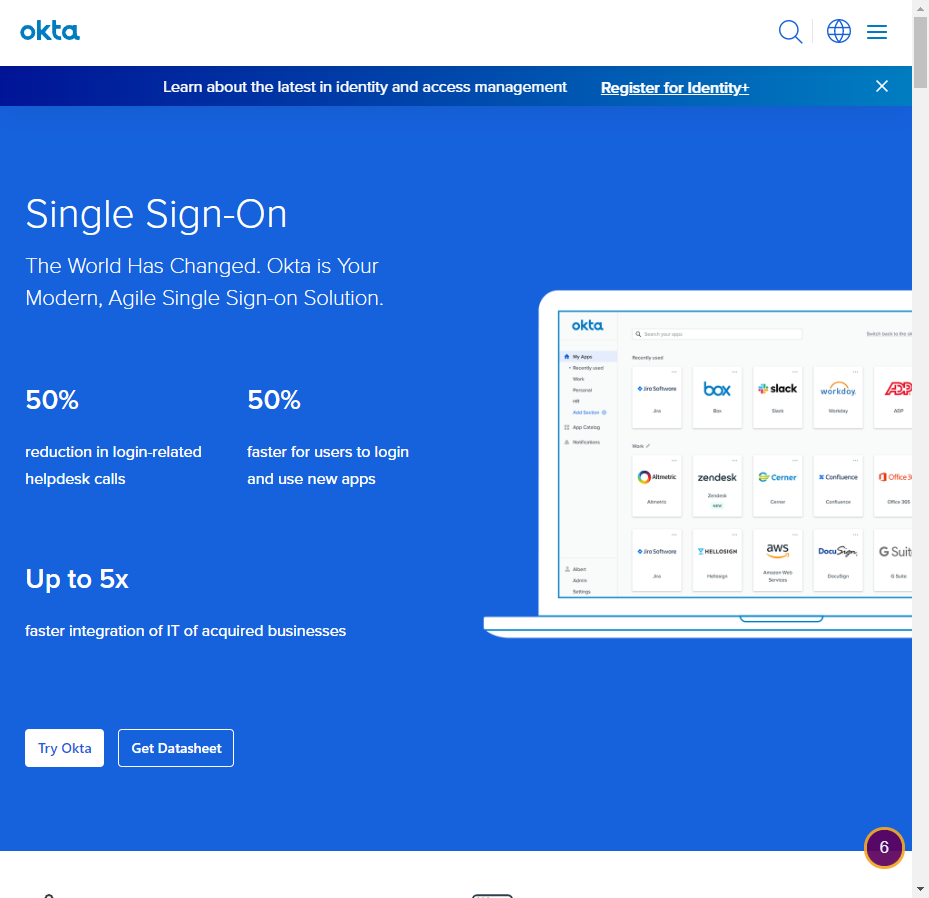 okta
Learn about the latest in identity and access management Register for Identity+
Single Sign-On
The World Has Changed. Okta is Your
Modern, Agile Single Sign-on Solution.
50%
50%
reduction in login-related
helpdesk calls
faster for users to login
and use new apps
Up to 5x
faster integration of IT of acquired businesses
Try Okta
Get Datasheet
okta
Search your apps
Switch back to the
My Apps
Recently used
Work
Personal
HR
Add Section
App Catalog
Notifications
Albert
Admin
Settings
Recently used
Jira Software
box
slack
workday.
ADP
Jira
Box
Slack
Workday
ADP
Work
Altmetric
zendesk
Cerner
Confluence
Office
Altmetric
Zendesk
NEW
Cerner
Confluence
Office 365
Jira Software
HELLOSIGN
aws
DocuSign
G Suite
Jira
Hellosign
Amazon Web
Services
DocuSign
G Suite
6